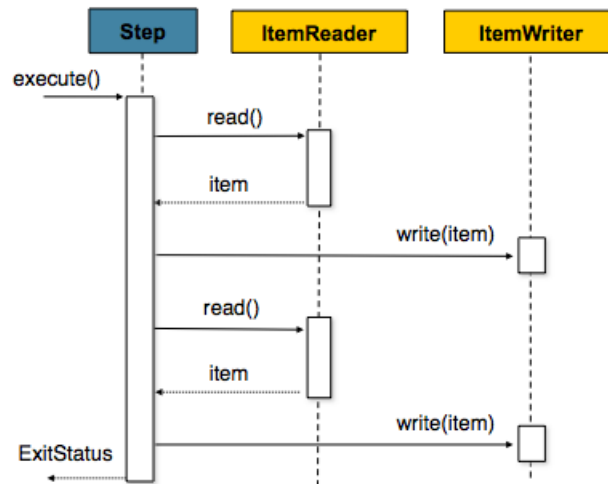 Step
ItemReader
ItemWriter
execute()
read()
item
write(item)
read()
item
write(item)
ExitStatus